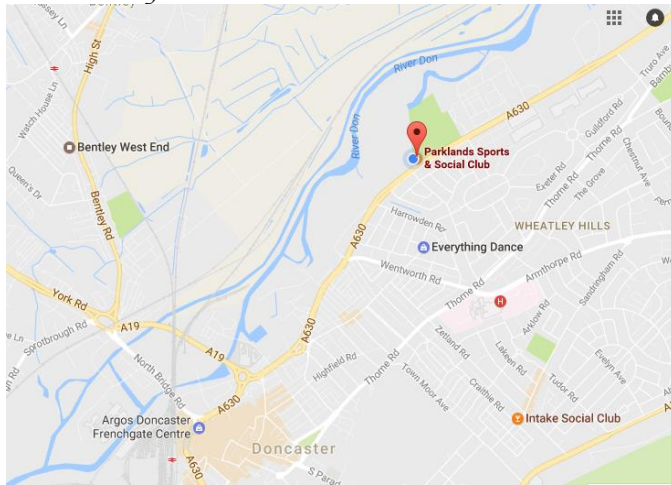 High St
Watch House Ln
Bentley West End
Queen's Dr
Bentley Rd
River Don
River Don
A630
Truro Ave
Guildford Rd
Thorne Rd
Parklands Sports
& Social Club
Exeter Rd
The Grove
Chestnut Ave
Harrowden Rd
WHEATLEY HILLS
A630
Everything Dance
Wentworth Rd
Thorne Rd
Armthorpe Rd
Sandringham Rd
H
York Rd
A19
Sprotbrough Rd
A19
North Bridge Rd
A630
Highfield Rd
Thorne Rd
Zetland Rd
Arklow Rd
Lakeen Rd
Town Moor Ave
Craithie Rd
Tudor Rd
Evelyn Ave
A630
Argos Doncaster
Frenchgate Centre
Intake Social Club
Doncaster
A630
S Parad